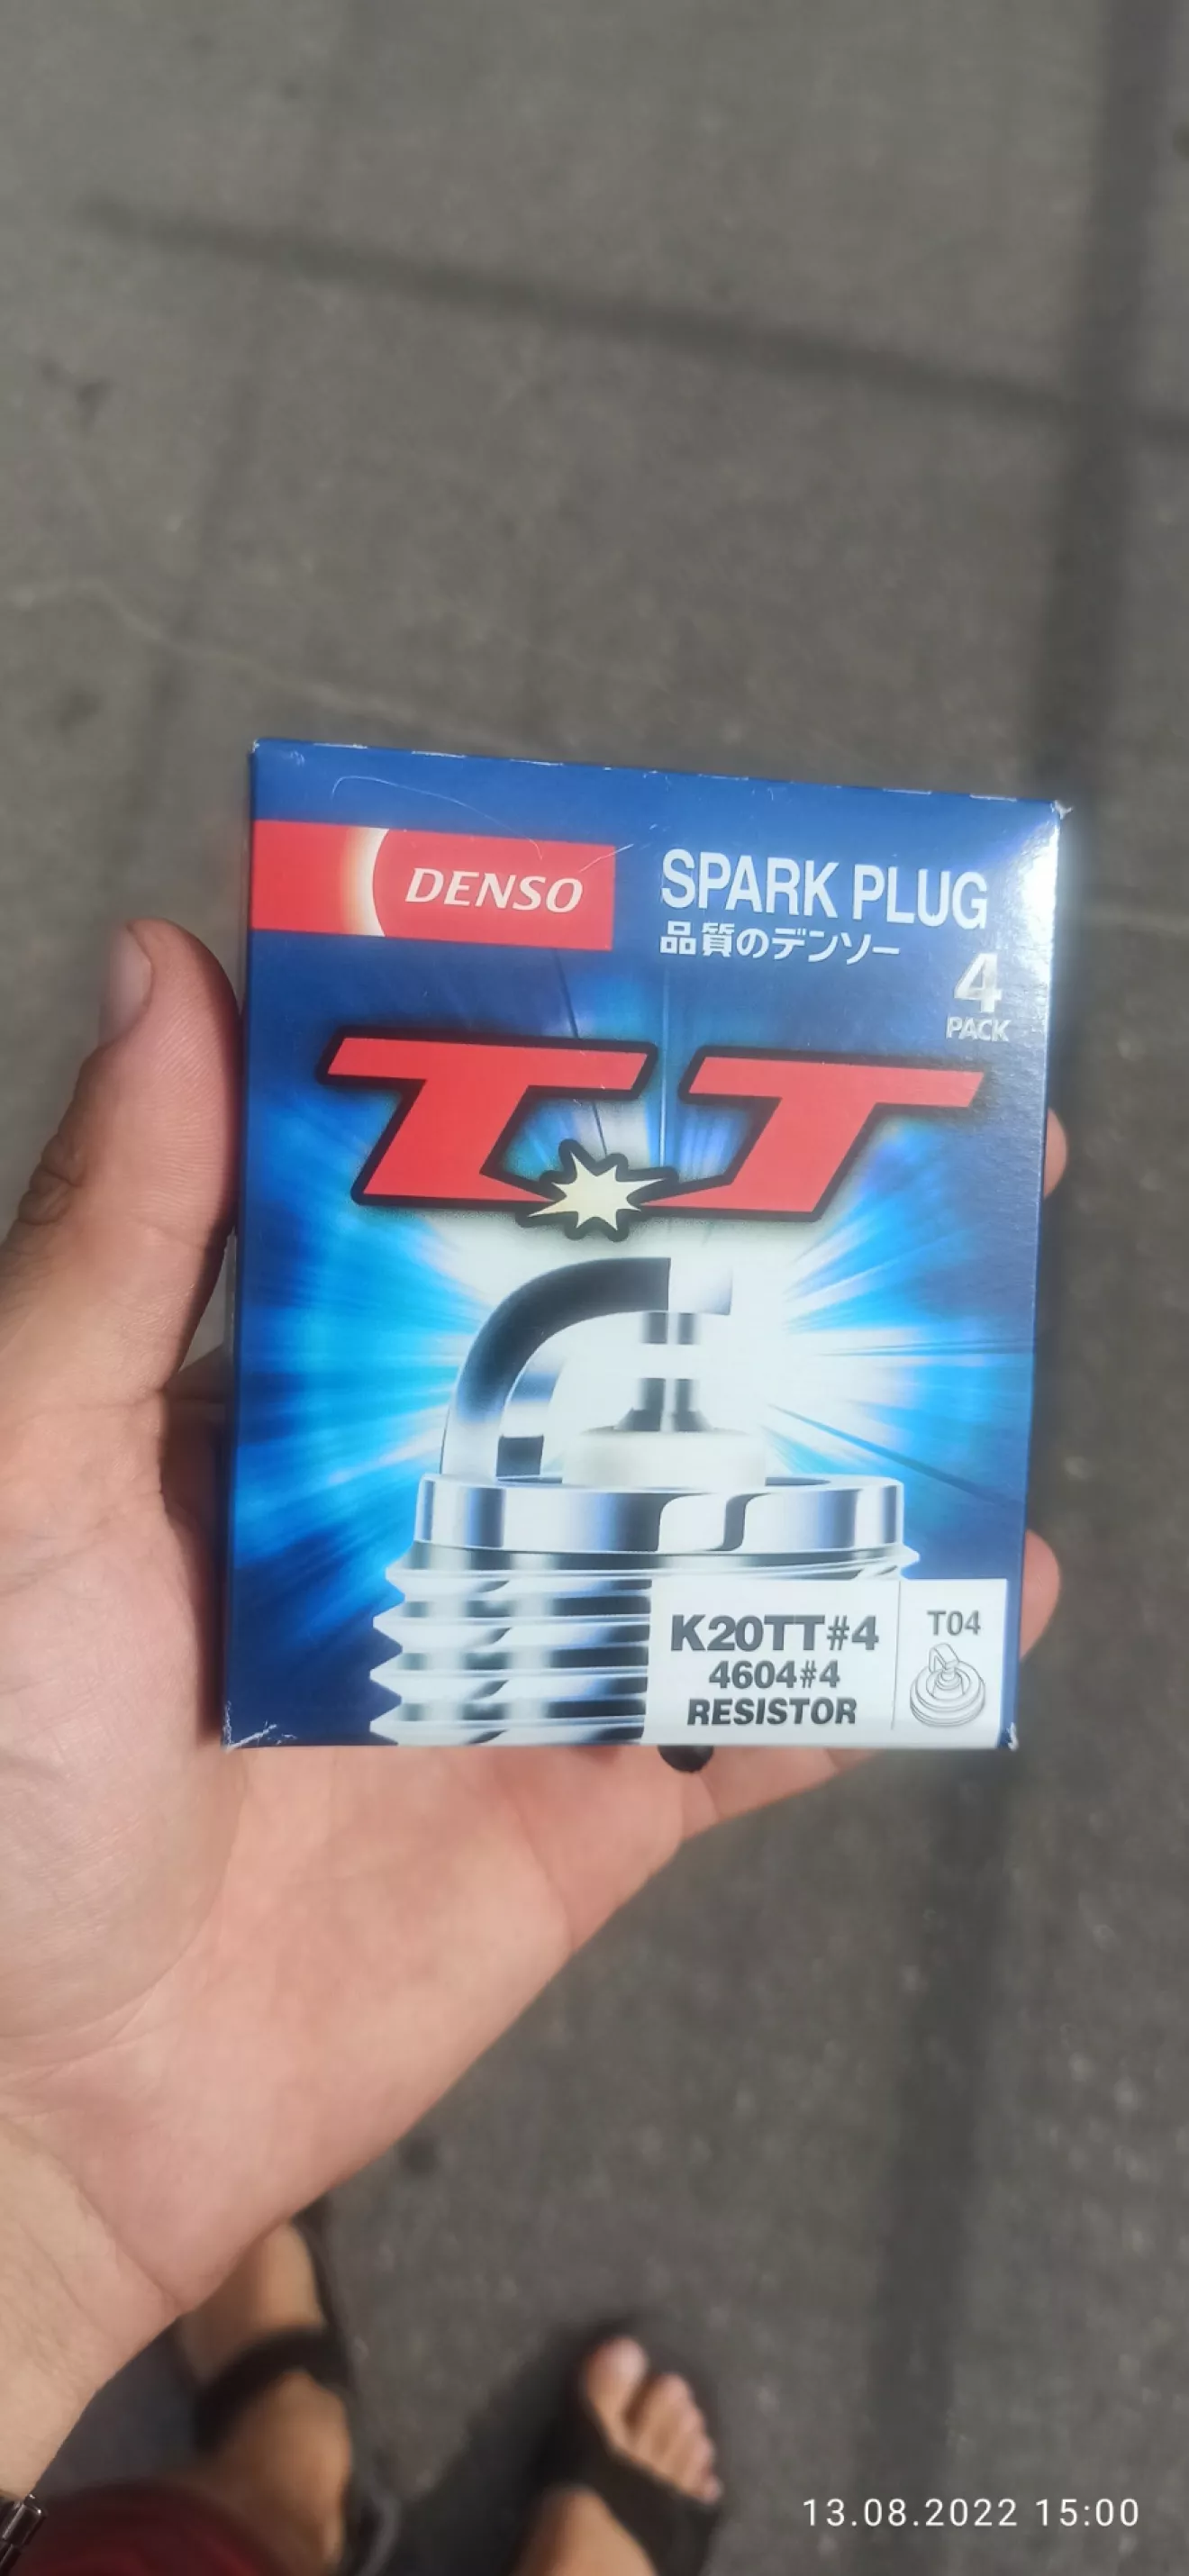 DENSO
SPARK PLUG
品質のデンソー
4
PACK
TT
K20TT#4
4604#4
RESISTOR
T04
13.08.2022 15:00